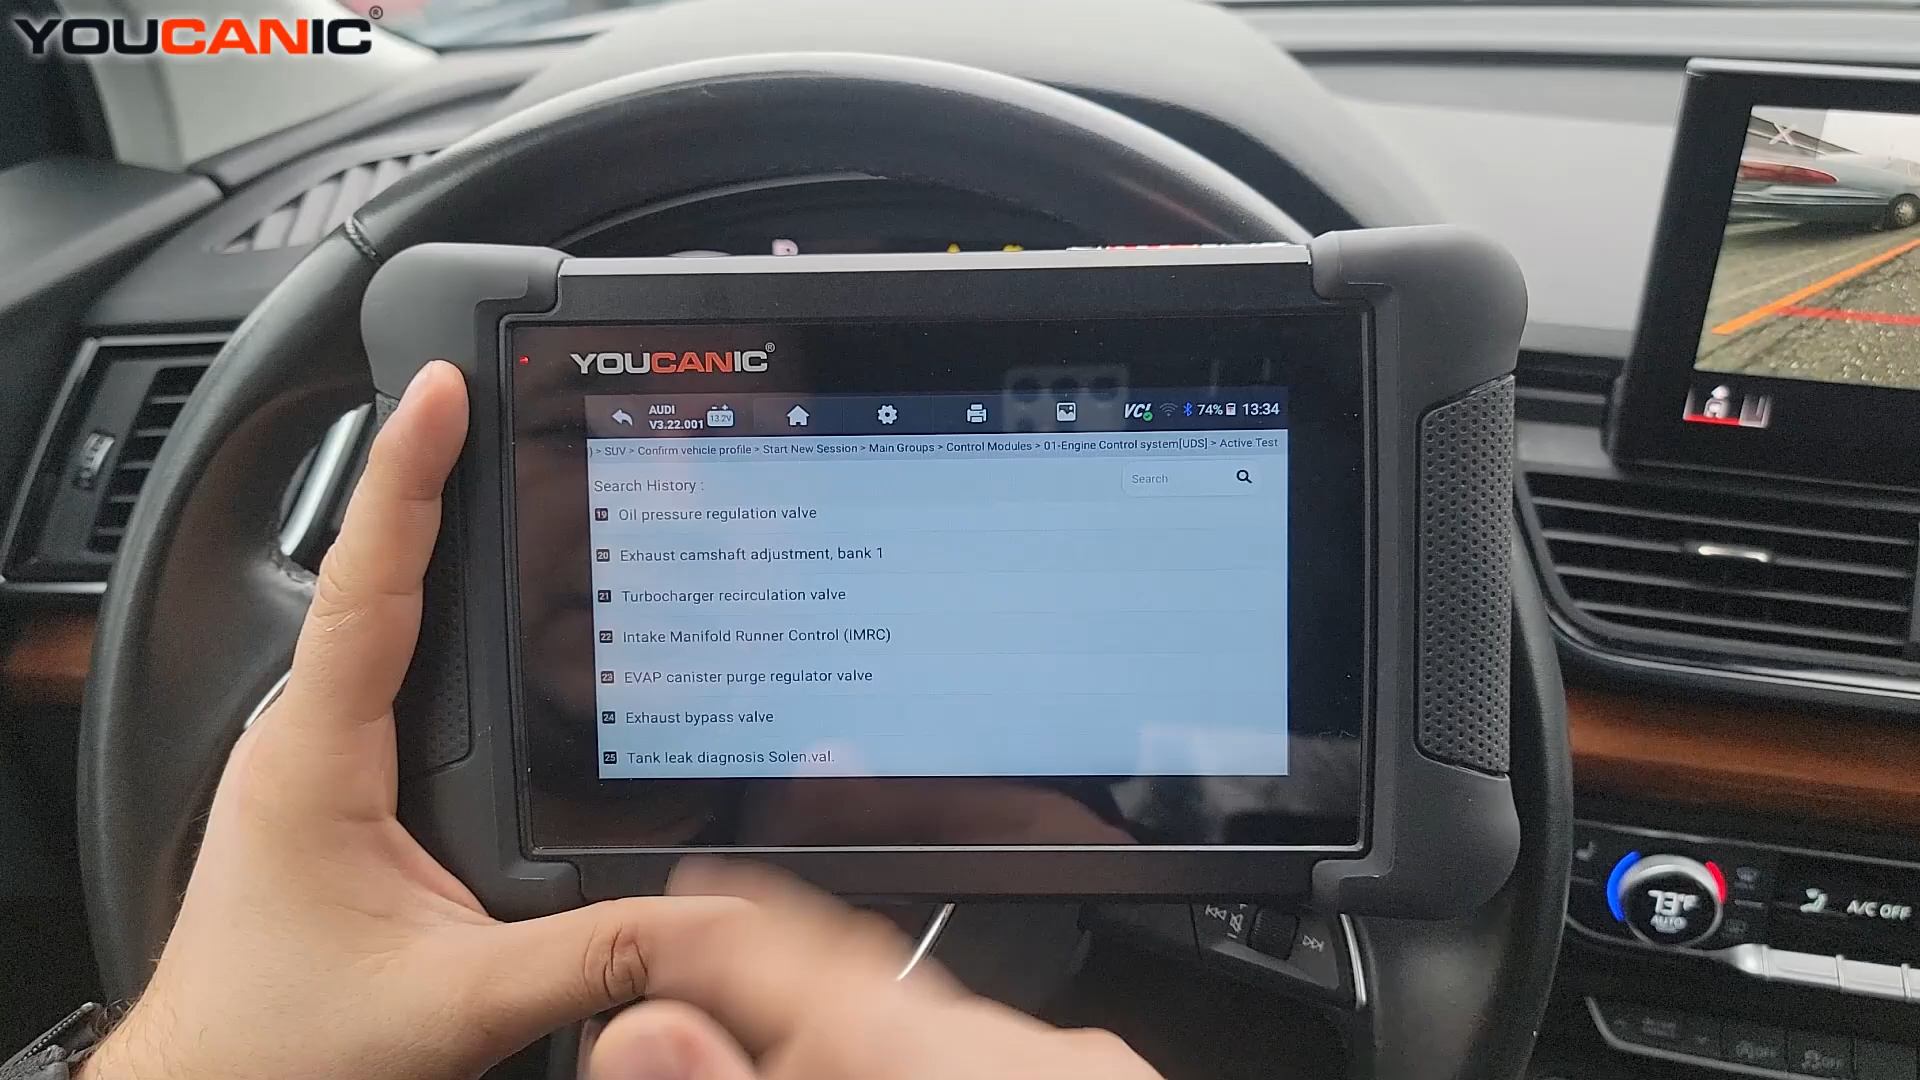 YOUCANIC®
YOUCANIC®
AUDI
V3.22.001
13.2V
VCI
74%
13:34
) > SUV > Confirm vehicle profile > Start New Session > Main Groups > Control Modules > 01-Engine Control system[UDS] > Active Test
Search History :
Search
19 Oil pressure regulation valve
20 Exhaust camshaft adjustment, bank 1
21 Turbocharger recirculation valve
22 Intake Manifold Runner Control (IMRC)
23 EVAP canister purge regulator valve
24 Exhaust bypass valve
25 Tank leak diagnosis Solen.val.
73°F
AUTO
A/C OFF